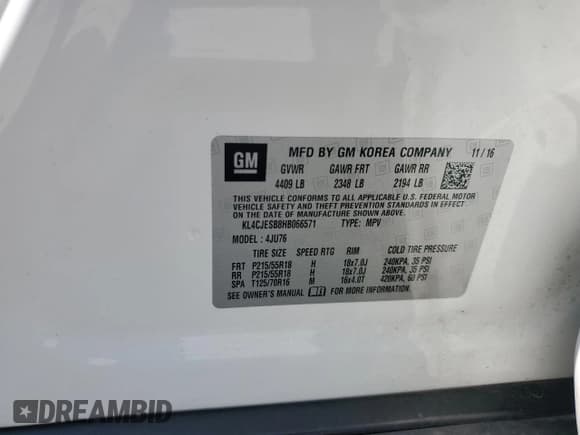 GM
MFD BY GM KOREA COMPANY 11/16
GVWR GAWR FRT GAWR RR
4409 LB 2348 LB 2194 LB
THIS VEHICLE CONFORMS TO ALL APPLICABLE U.S. FEDERAL MOTOR
VEHICLE SAFETY AND THEFT PREVENTION STANDARDS IN EFFECT
ON THE DATE OF MANUFACTURE SHOWN ABOVE.
KL4CJESB8HB066571 TYPE: MPV
MODEL: 4JU76
TIRE SIZE SPEED RTG RIM COLD TIRE PRESSURE
FRT P215/55R18 H 18x7.0J 240KPA, 35 PSI
RR P215/55R18 H 18x7.0J 240KPA, 35 PSI
SPA T125/70R16 M 16x4.0T 420KPA, 60 PSI
SEE OWNER'S MANUAL FOR MORE INFORMATION
DREAMBID